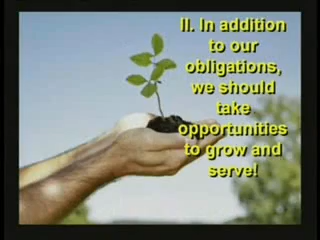 II. In addition
to our
obligations,
we should
take
opportunities
to grow and
serve!